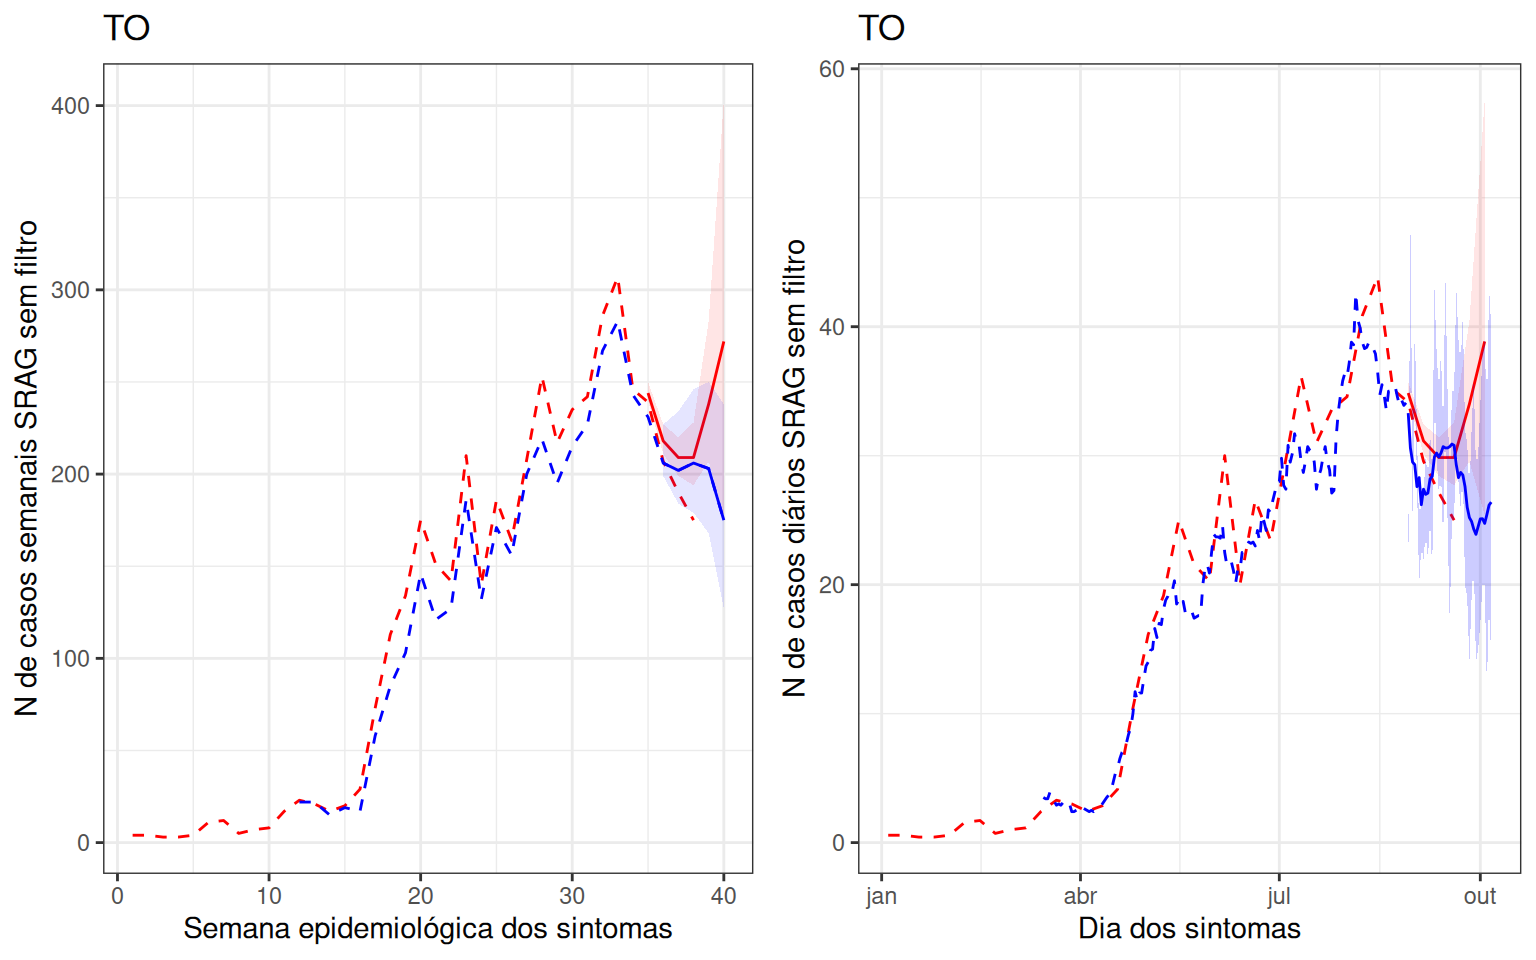 TO
N de casos semanais SRAG sem filtro
400
300
200
100
0
0 10 20 30 40
Semana epidemiológica dos sintomas
TO
N de casos diários SRAG sem filtro
60
40
20
0
jan abr jul out
Dia dos sintomas